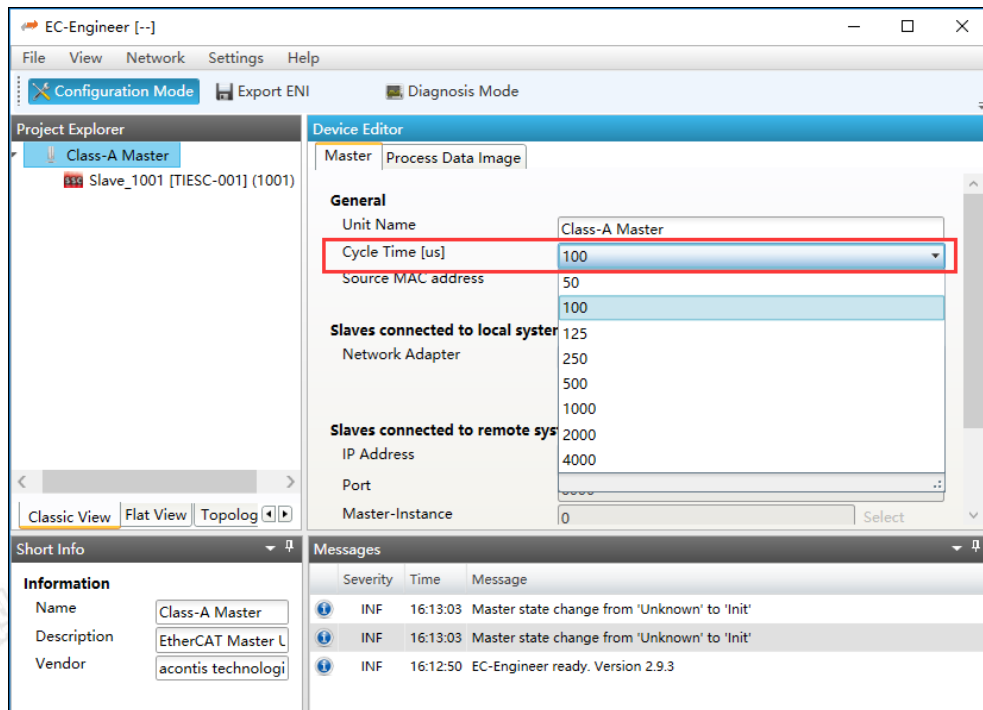 EC-Engineer [--]
File View Network Settings Help
Configuration Mode Export ENI Diagnosis Mode
Project Explorer
Class-A Master
Slave_1001 [TIESC-001] (1001)
Classic View Flat View Topolog
Device Editor
Master Process Data Image
General
Unit Name Class-A Master
Cycle Time [us] 100
Source MAC address
50
100
125
250
500
1000
2000
4000
Slaves connected to local syster
Network Adapter
Slaves connected to remote sys
IP Address
Port
Master-Instance 0 Select
Short Info
Information
Name Class-A Master
Description EtherCAT Master U
Vendor acontis technologi
Messages
Severity Time Message
INF 16:13:03 Master state change from 'Unknown' to 'Init'
INF 16:13:03 Master state change from 'Unknown' to 'Init'
INF 16:12:50 EC-Engineer ready. Version 2.9.3